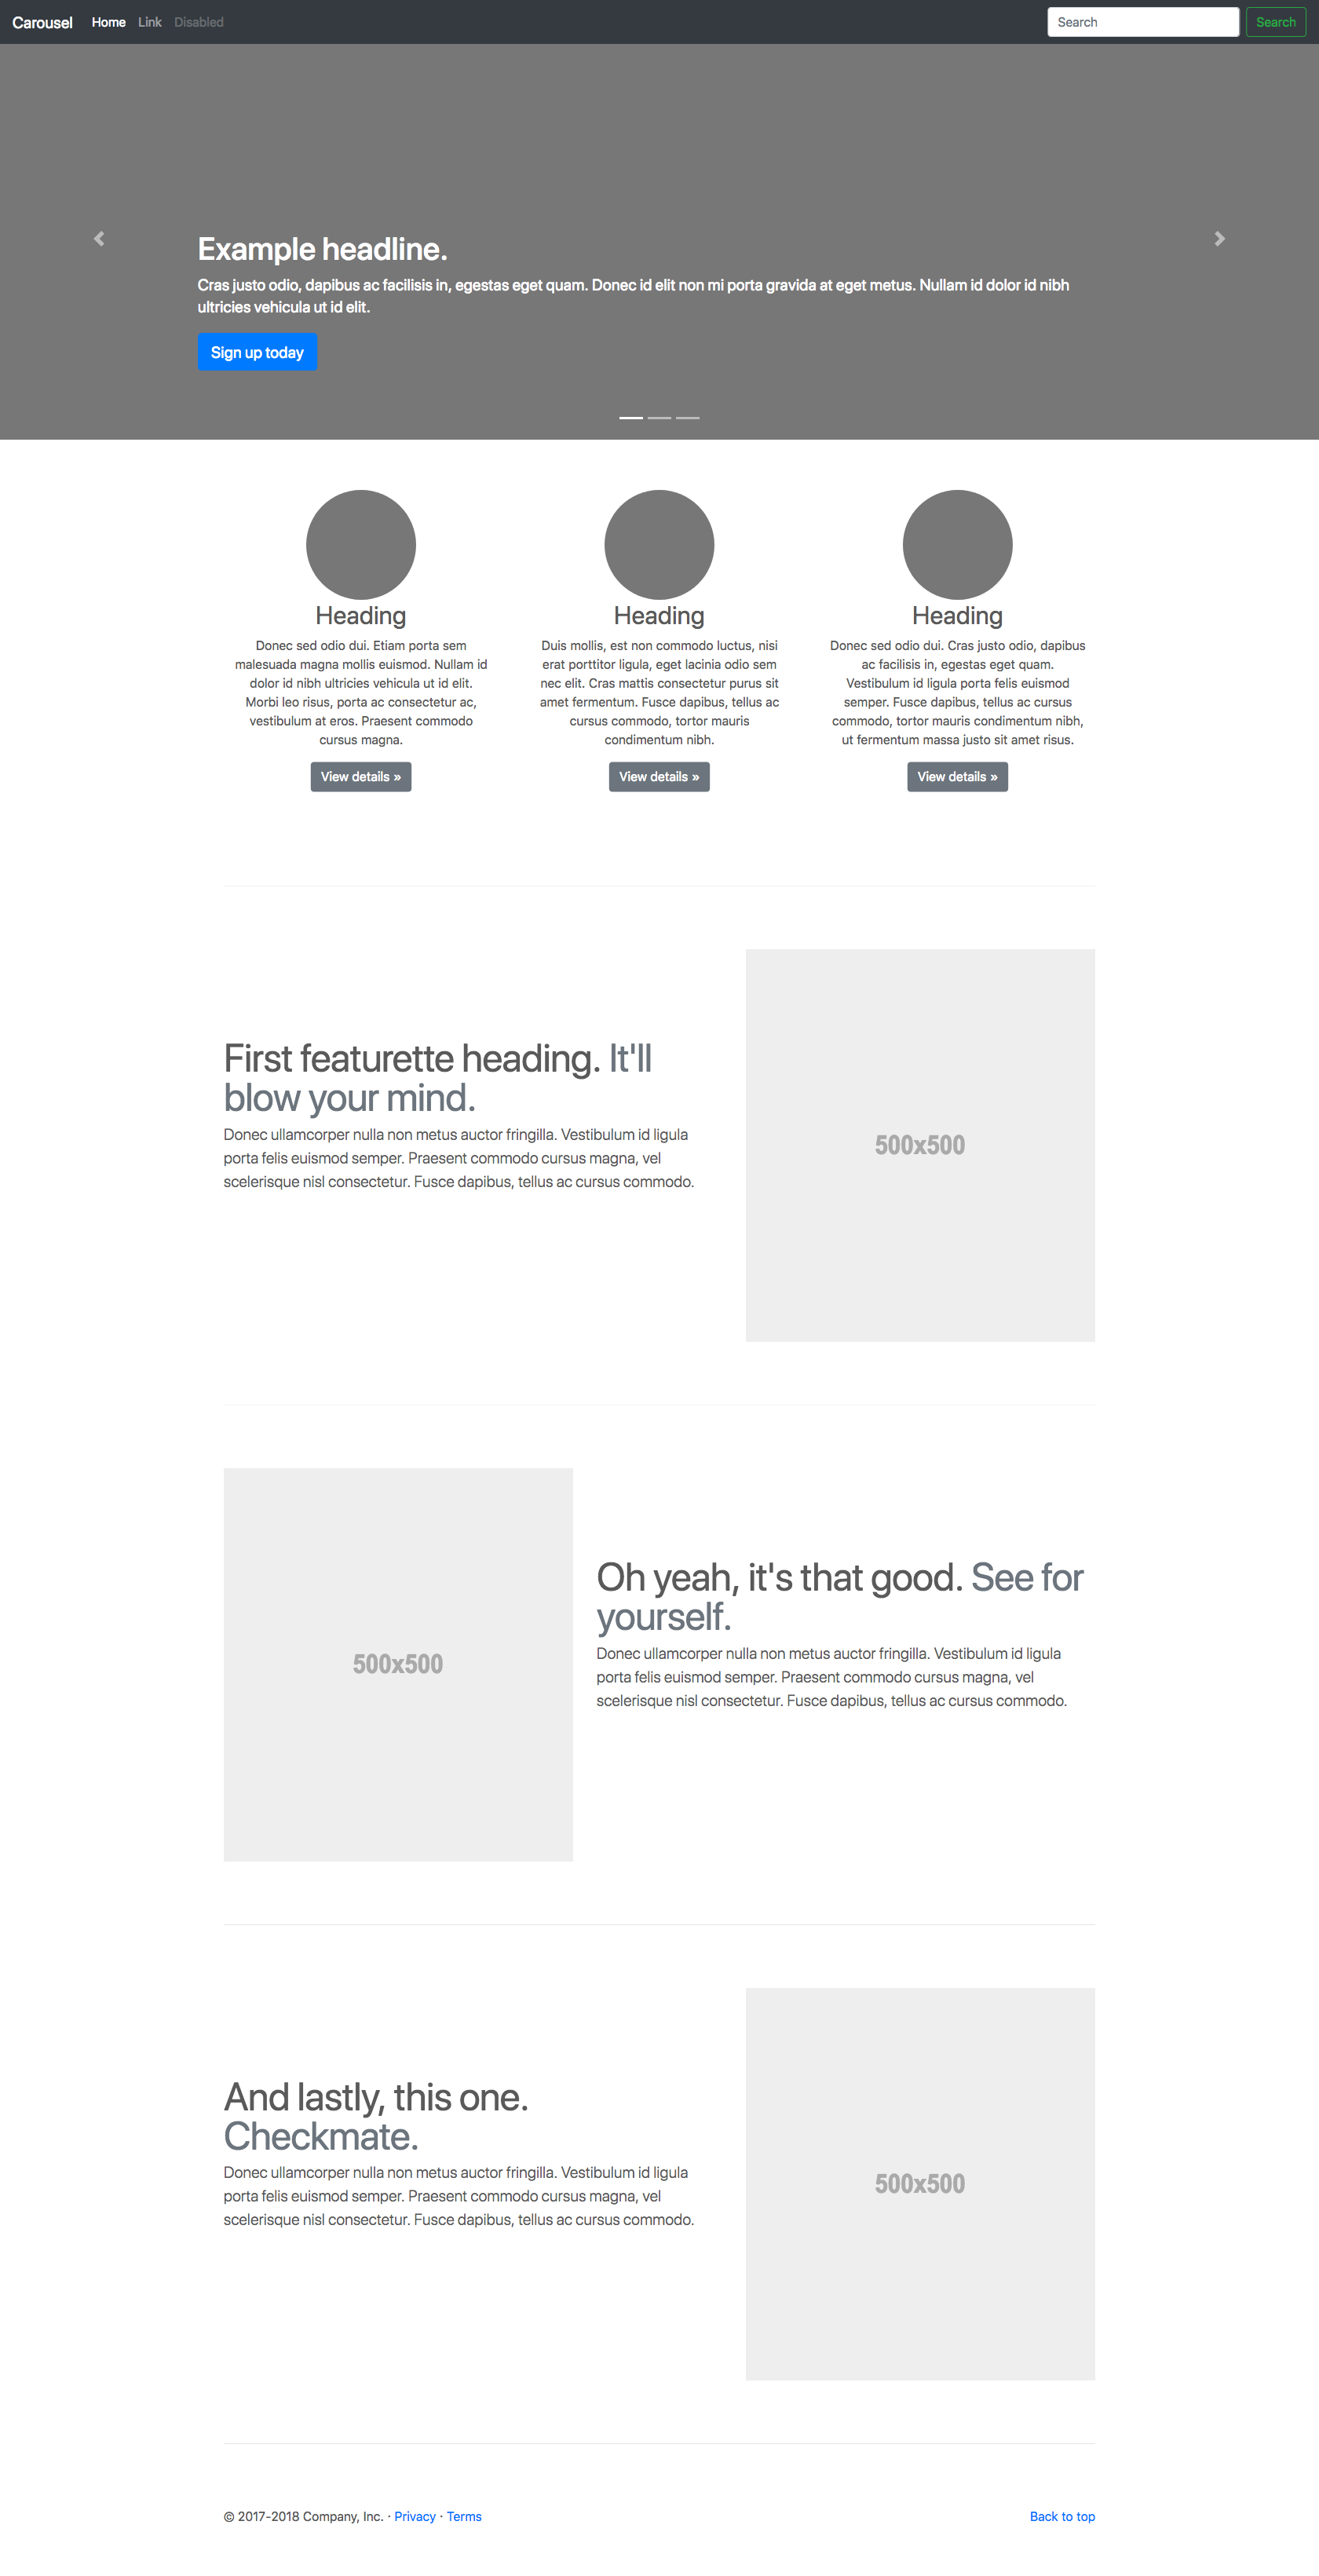 Carousel Home Link Disabled Search Search
Example headline.
Cras justo odio, dapibus ac facilisis in, egestas eget quam. Donec id elit non mi porta gravida at eget metus. Nullam id dolor id nibh
ultricies vehicula ut id elit.
Sign up today
Heading
Donec sed odio dui. Etiam porta sem
malesuada magna mollis euismod. Nullam id
dolor id nibh ultricies vehicula ut id elit.
Morbi leo risus, porta ac consectetur ac,
vestibulum at eros. Praesent commodo
cursus magna.
View details »
Heading
Duis mollis, est non commodo luctus, nisi
erat porttitor ligula, eget lacinia odio sem
nec elit. Cras mattis consectetur purus sit
amet fermentum. Fusce dapibus, tellus ac
cursus commodo, tortor mauris
condimentum nibh.
View details »
Heading
Donec sed odio dui. Cras justo odio, dapibus
ac facilisis in, egestas eget quam.
Vestibulum id ligula porta felis euismod
semper. Fusce dapibus, tellus ac cursus
commodo, tortor mauris condimentum nibh,
ut fermentum massa justo sit amet risus.
View details »
First featurette heading. It'll
blow your mind.
Donec ullamcorper nulla non metus auctor fringilla. Vestibulum id ligula
porta felis euismod semper. Praesent commodo cursus magna, vel
scelerisque nisl consectetur. Fusce dapibus, tellus ac cursus commodo.
500x500
500x500
Oh yeah, it's that good. See for
yourself.
Donec ullamcorper nulla non metus auctor fringilla. Vestibulum id ligula
porta felis euismod semper. Praesent commodo cursus magna, vel
scelerisque nisl consectetur. Fusce dapibus, tellus ac cursus commodo.
And lastly, this one.
Checkmate.
Donec ullamcorper nulla non metus auctor fringilla. Vestibulum id ligula
porta felis euismod semper. Praesent commodo cursus magna, vel
scelerisque nisl consectetur. Fusce dapibus, tellus ac cursus commodo.
500x500
© 2017-2018 Company, Inc. · Privacy · Terms
Back to top